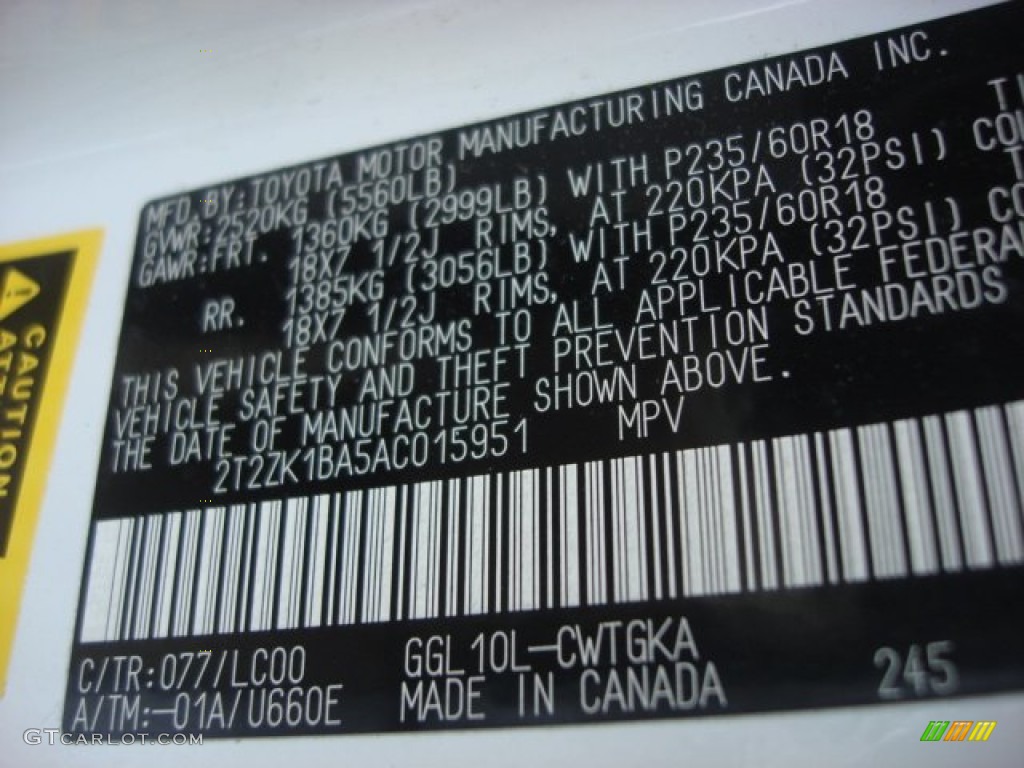 MFD.BY:TOYOTA MOTOR MANUFACTURING CANADA INC.
GVWR:2520KG (5560LB)
GAWR:FRT. 1360KG (2999LB) WITH P235/60R18
18X7 1/2J RIMS, AT 220KPA (32PSI)
RR. 1385KG (3056LB) WITH P235/60R18
18X7 1/2J RIMS, AT 220KPA (32PSI)
THIS VEHICLE CONFORMS TO ALL APPLICABLE FEDERAL
VEHICLE SAFETY AND THEFT PREVENTION STANDARDS
THE DATE OF MANUFACTURE SHOWN ABOVE.
2T2ZK1BA5AC015951 MPV
C/TR:077/LC00 GGL10L-CWTGKA
A/TM:-01A/U660E MADE IN CANADA 245
CAUTION
GTCARLOT.COM